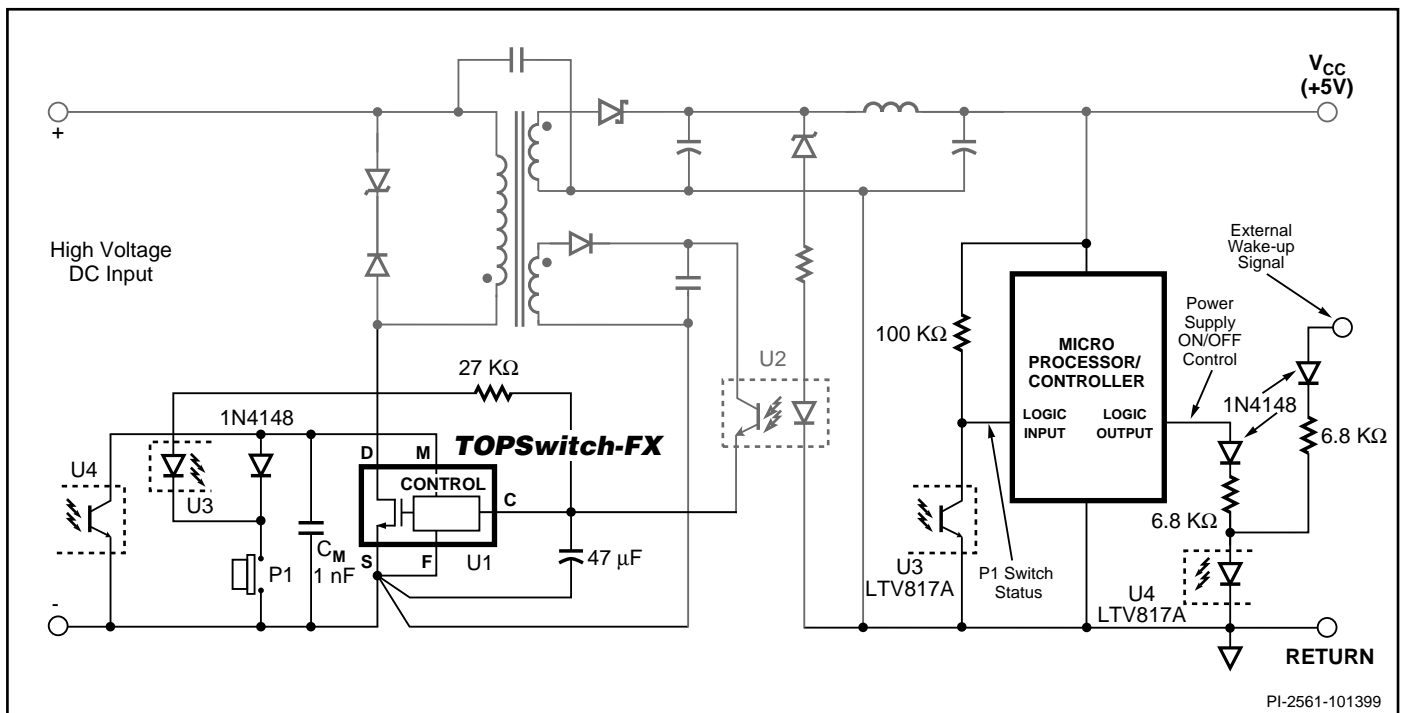 V_CC
(+5V)
+
High Voltage
DC Input
External
Wake-up
Signal
Power
Supply
ON/OFF
Control
100 KΩ
MICRO
PROCESSOR/
CONTROLLER
U2
27 KΩ
1N4148
1N4148
LOGIC
INPUT
LOGIC
OUTPUT
6.8 KΩ
TOPSwitch-FX
D
M
CONTROL
C
U4
U3
6.8 KΩ
S
F
U1
47 µF
C_M
1 nF
P1
U3
LTV817A
P1 Switch
Status
U4
LTV817A
-
RETURN
PI-2561-101399